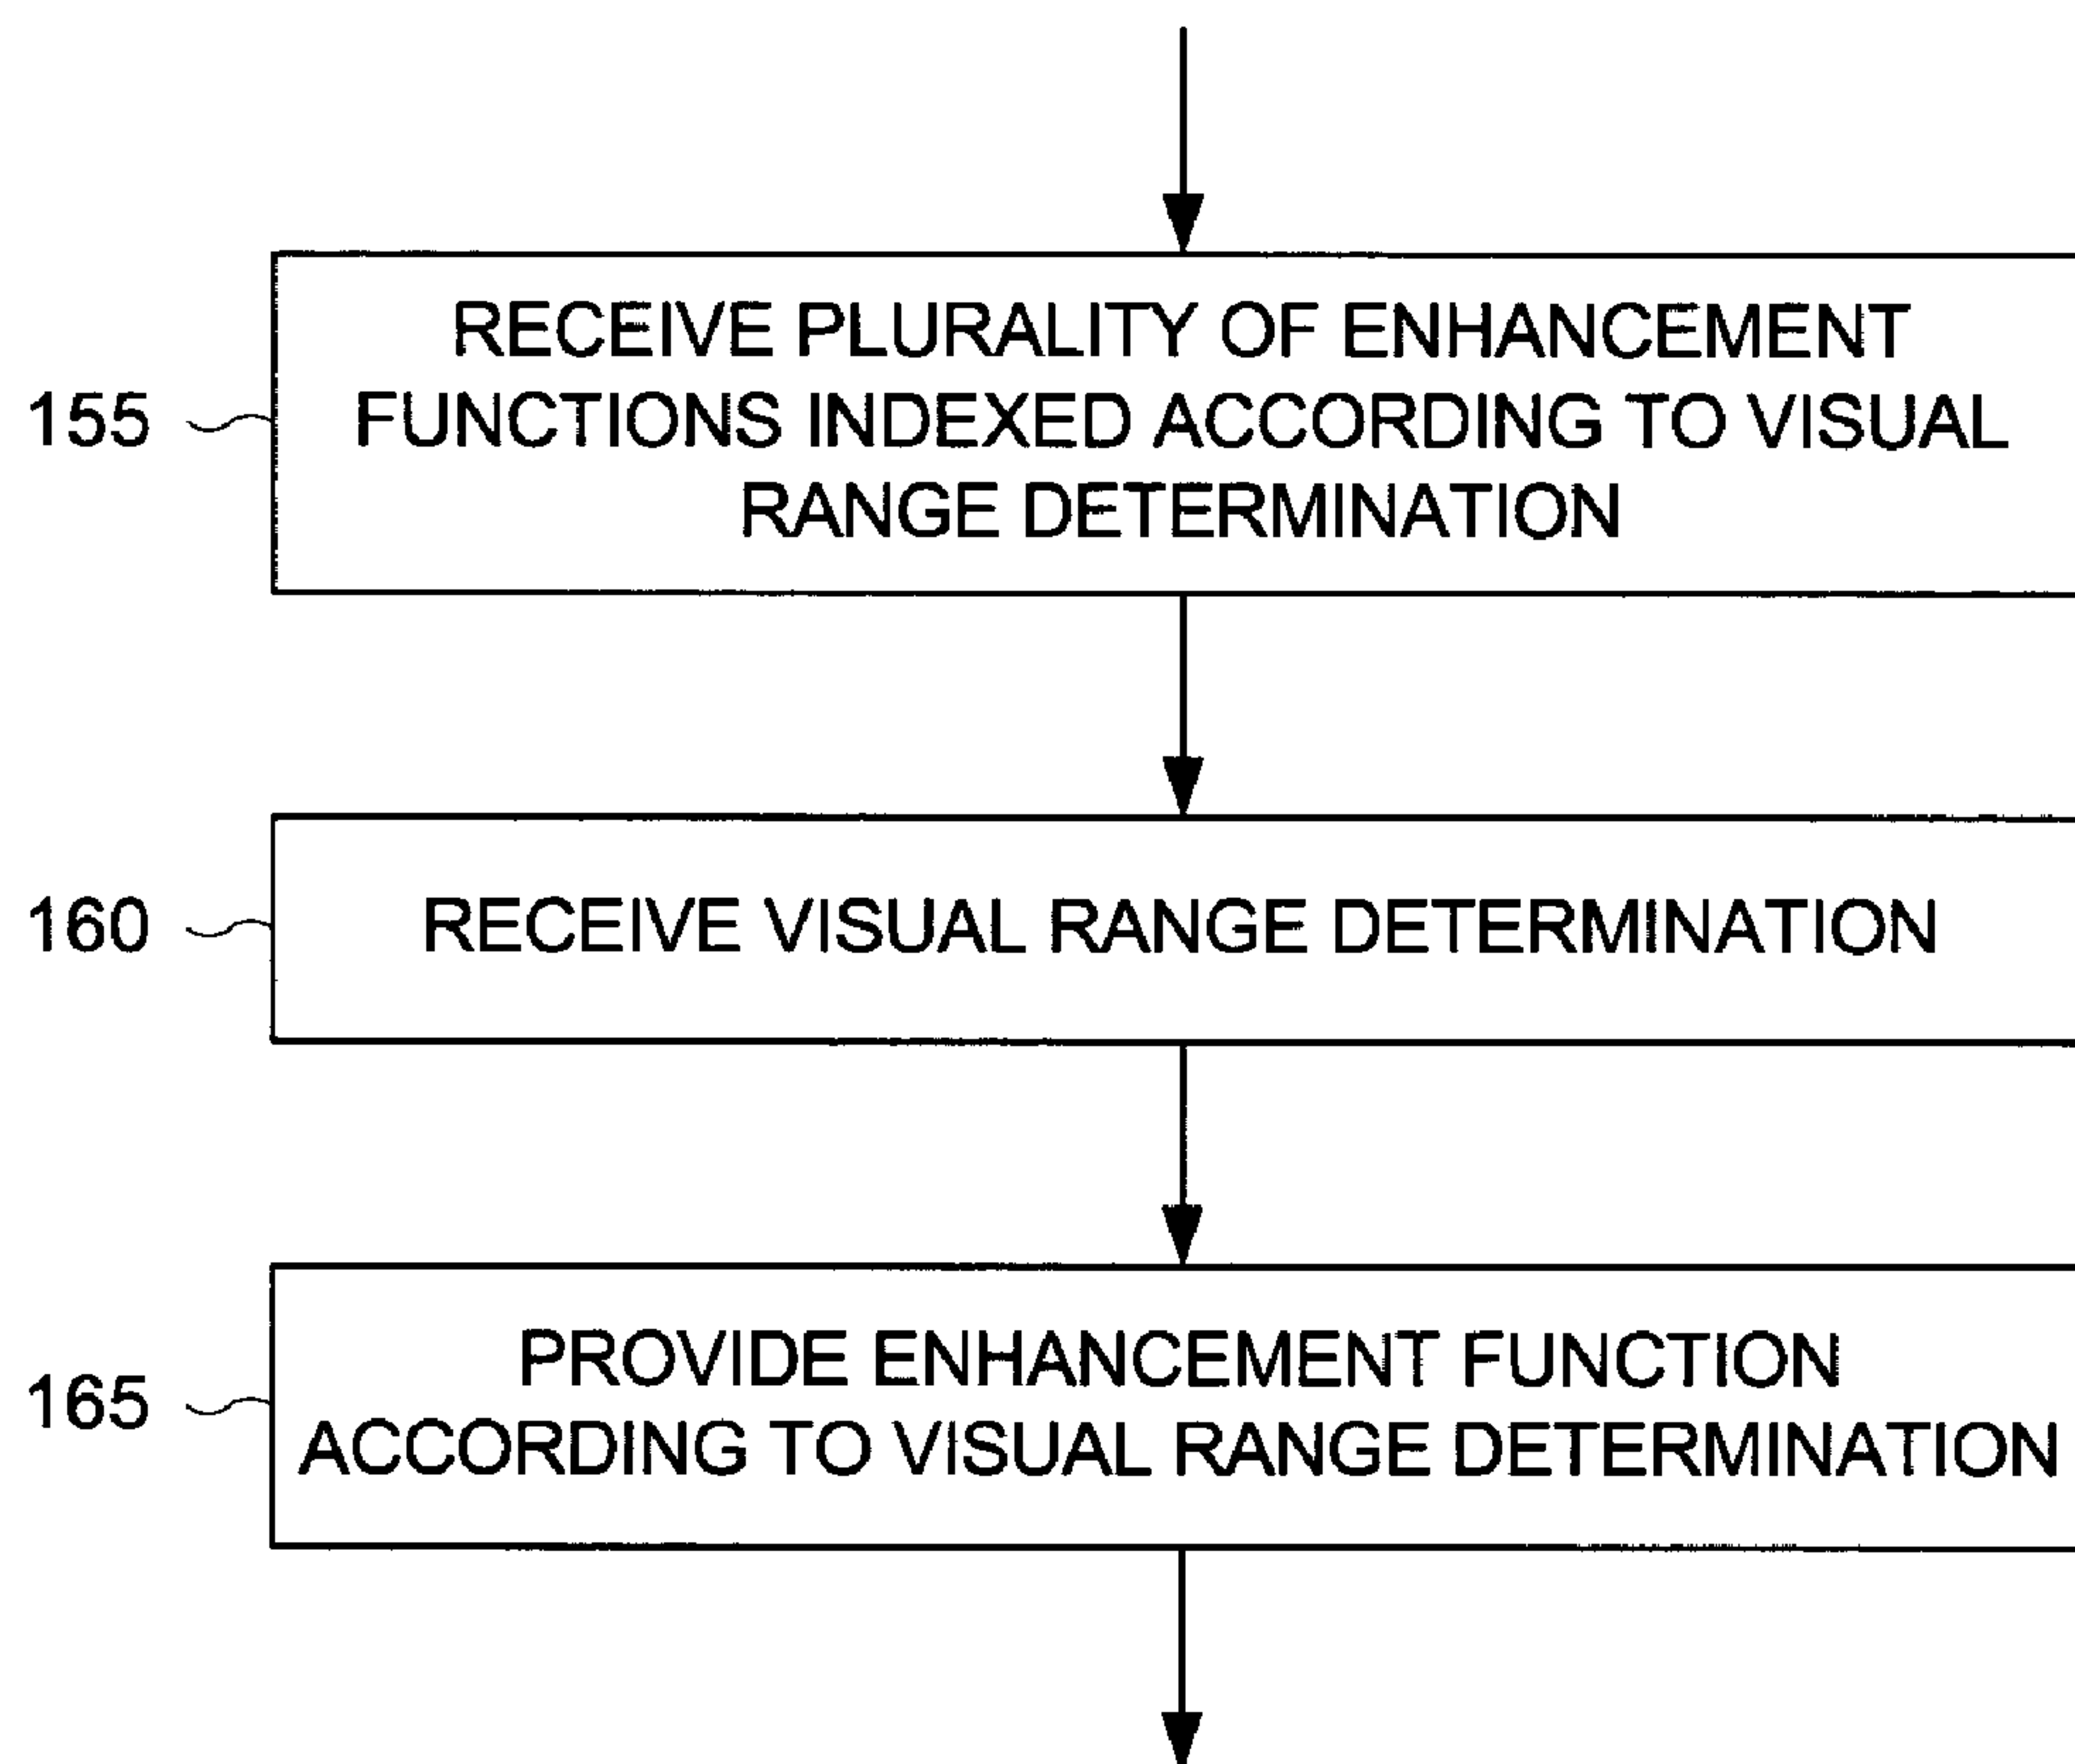 RECEIVE PLURALITY OF ENHANCEMENT
155 FUNCTIONS INDEXED ACCORDING TO VISUAL
RANGE DETERMINATION
160 RECEIVE VISUAL RANGE DETERMINATION
165
PROVIDE ENHANCEMENT FUNCTION
ACCORDING TO VISUAL RANGE DETERMINATION